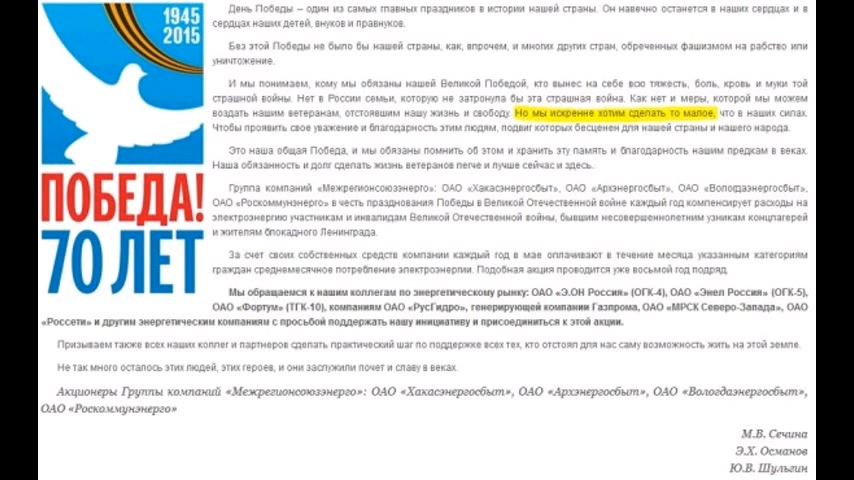 1945
2015
ПОБЕДА!
70 ЛЕТ
День Победы – один из самых главных праздников в истории нашей страны. Он навечно останется в наших сердцах и в
сердцах наших детей, внуков и правнуков.
Без этой Победы не было бы нашей страны, как, впрочем, и многих других стран, обреченных фашизмом на рабство или
уничтожение.
И мы понимаем, кому мы обязаны нашей Великой Победой, кто вынес на себе всю тяжесть, боль, кровь и муки той
страшной войны. Нет в России семьи, которую не затронула бы эта страшная война. Как нет и меры, которой мы можем
воздать нашим ветеранам, отстоявшим нашу жизнь и свободу. Но мы искренне хотим сделать то малое, что в наших силах.
Чтобы проявить свое уважение и благодарность этим людям, подвиг которых бесценен для нашей страны и нашего народа.
Это наша общая Победа, и мы обязаны помнить об этом и хранить эту память и благодарность нашим предкам в веках.
Наша обязанность и долг сделать жизнь ветеранов легче и лучше сейчас и здесь.
Группа компаний «Межрегионсоюзэнерго»: ОАО «Хакасэнергосбыт», ОАО «Архэнергосбыт», ОАО «Вологдаэнергосбыт»,
ОАО «Роскоммунэнерго» в честь празднования Победы в Великой Отечественной войне каждый год компенсирует расходы на
электроэнергию участникам и инвалидам Великой Отечественной войны, бывшим несовершеннолетним узникам концлагерей
и жителям блокадного Ленинграда.
За счет своих собственных средств компании каждый год в мае оплачивают в течение месяца указанным категориям
граждан среднемесячное потребление электроэнергии. Подобная акция проводится уже восьмой год подряд.
Мы обращаемся к нашим коллегам по энергетическому рынку: ОАО «Э.ОН Россия» (ОГК-4), ОАО «Энел Россия» (ОГК-5),
ОАО «Фортум» (ТГК-10), компаниям ОАО «РусГидро», генерирующей компании Газпрома, ОАО «МРСК Северо-Запада», ОАО
«Россети» и другим энергетическим компаниям с просьбой поддержать нашу инициативу и присоединиться к этой акции.
Призываем также всех наших коллег и партнеров сделать практический шаг по поддержке всех тех, кто отстоял для нас саму возможность жить на этой земле.
Не так много осталось этих людей, этих героев, и они заслужили почет и славу в веках.
Акционеры Группы компаний «Межрегионсоюзэнерго»: ОАО «Хакасэнергосбыт», ОАО «Архэнергосбыт», ОАО «Вологдаэнергосбыт»,
ОАО «Роскоммунэнерго»
М.В. Сечина
Э.Х. Османов
Ю.В. Шульгин